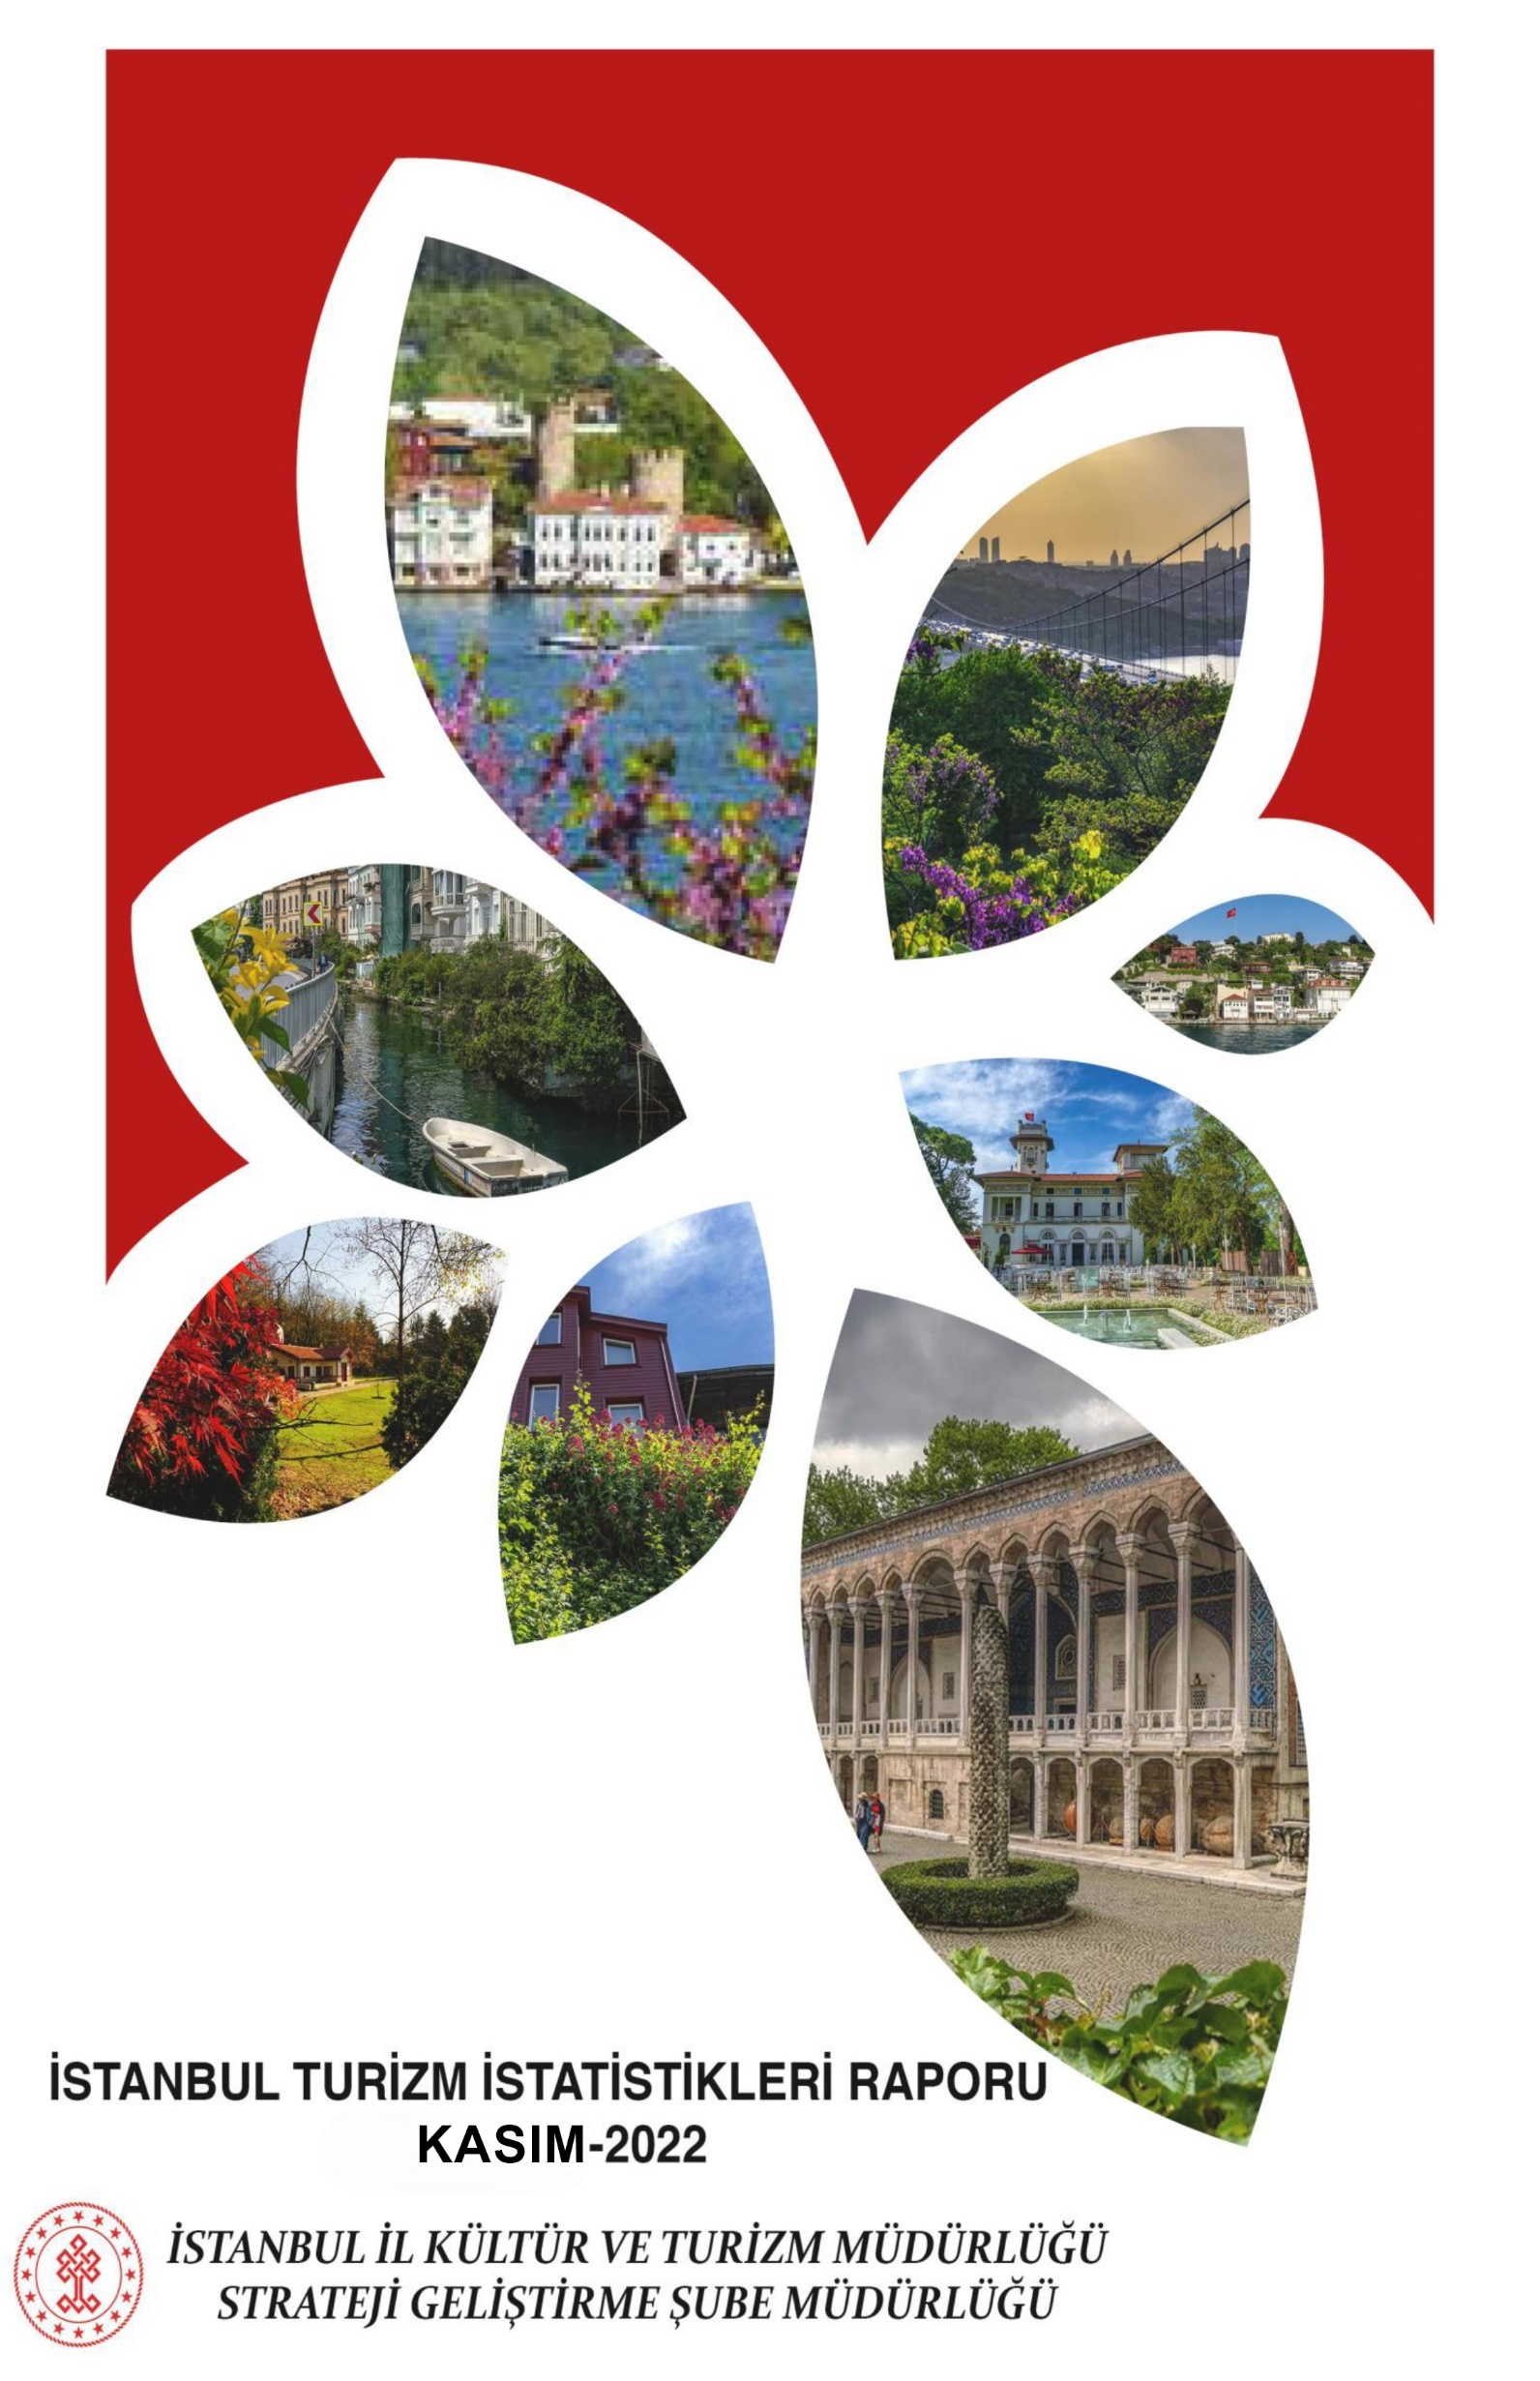 İSTANBUL TURİZM İSTATİSTİKLERİ RAPORU
KASIM-2022
İSTANBUL İL KÜLTÜR VE TURİZM MÜDÜRLÜĞÜ
STRATEJİ GELİŞTİRME ŞUBE MÜDÜRLÜĞÜ